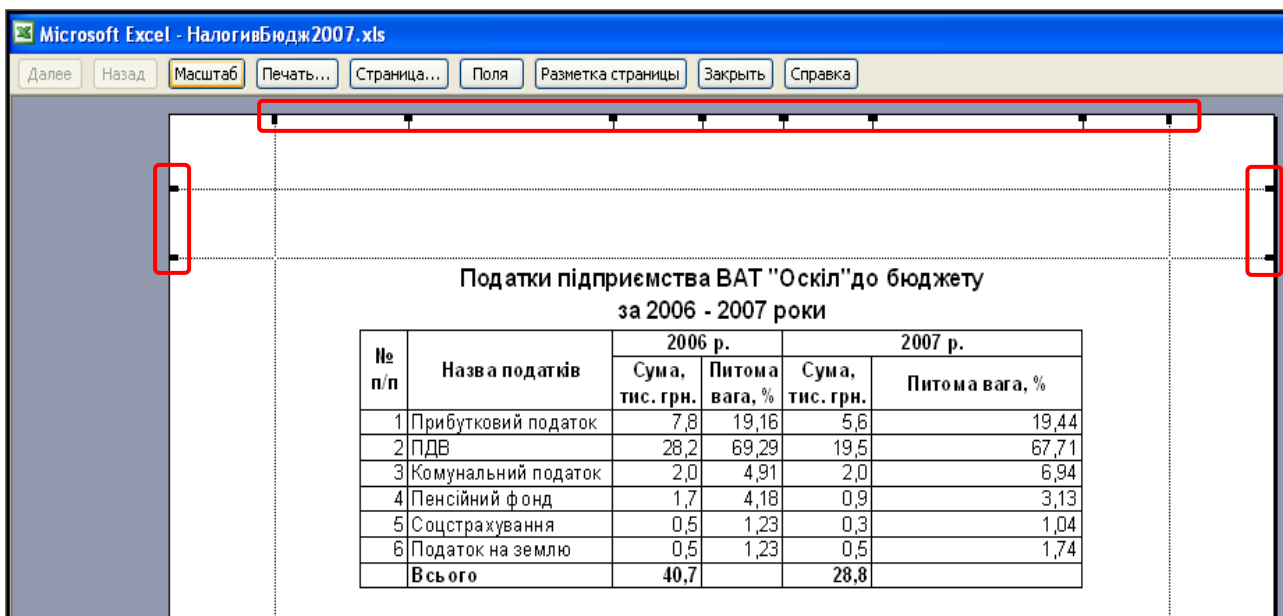 Microsoft Excel - НалогивБюдж2007.xls
Далее Назад Масштаб Печать... Страница... Поля Разметка страницы Закрыть Справка
Податки підприємства ВАТ "Оскіл"до бюджету
за 2006 - 2007 роки
№ п/п Назва податків 2006 р. 2007 р.
Сума, тис. грн. Питома вага, % Сума, тис. грн. Питома вага, %
1 Прибутковий податок 7,8 19,16 5,6 19,44
2 ПДВ 28,2 69,29 19,5 67,71
3 Комунальний податок 2,0 4,91 2,0 6,94
4 Пенсійний фонд 1,7 4,18 0,9 3,13
5 Соцстрахування 0,5 1,23 0,3 1,04
6 Податок на землю 0,5 1,23 0,5 1,74
Всього 40,7 28,8